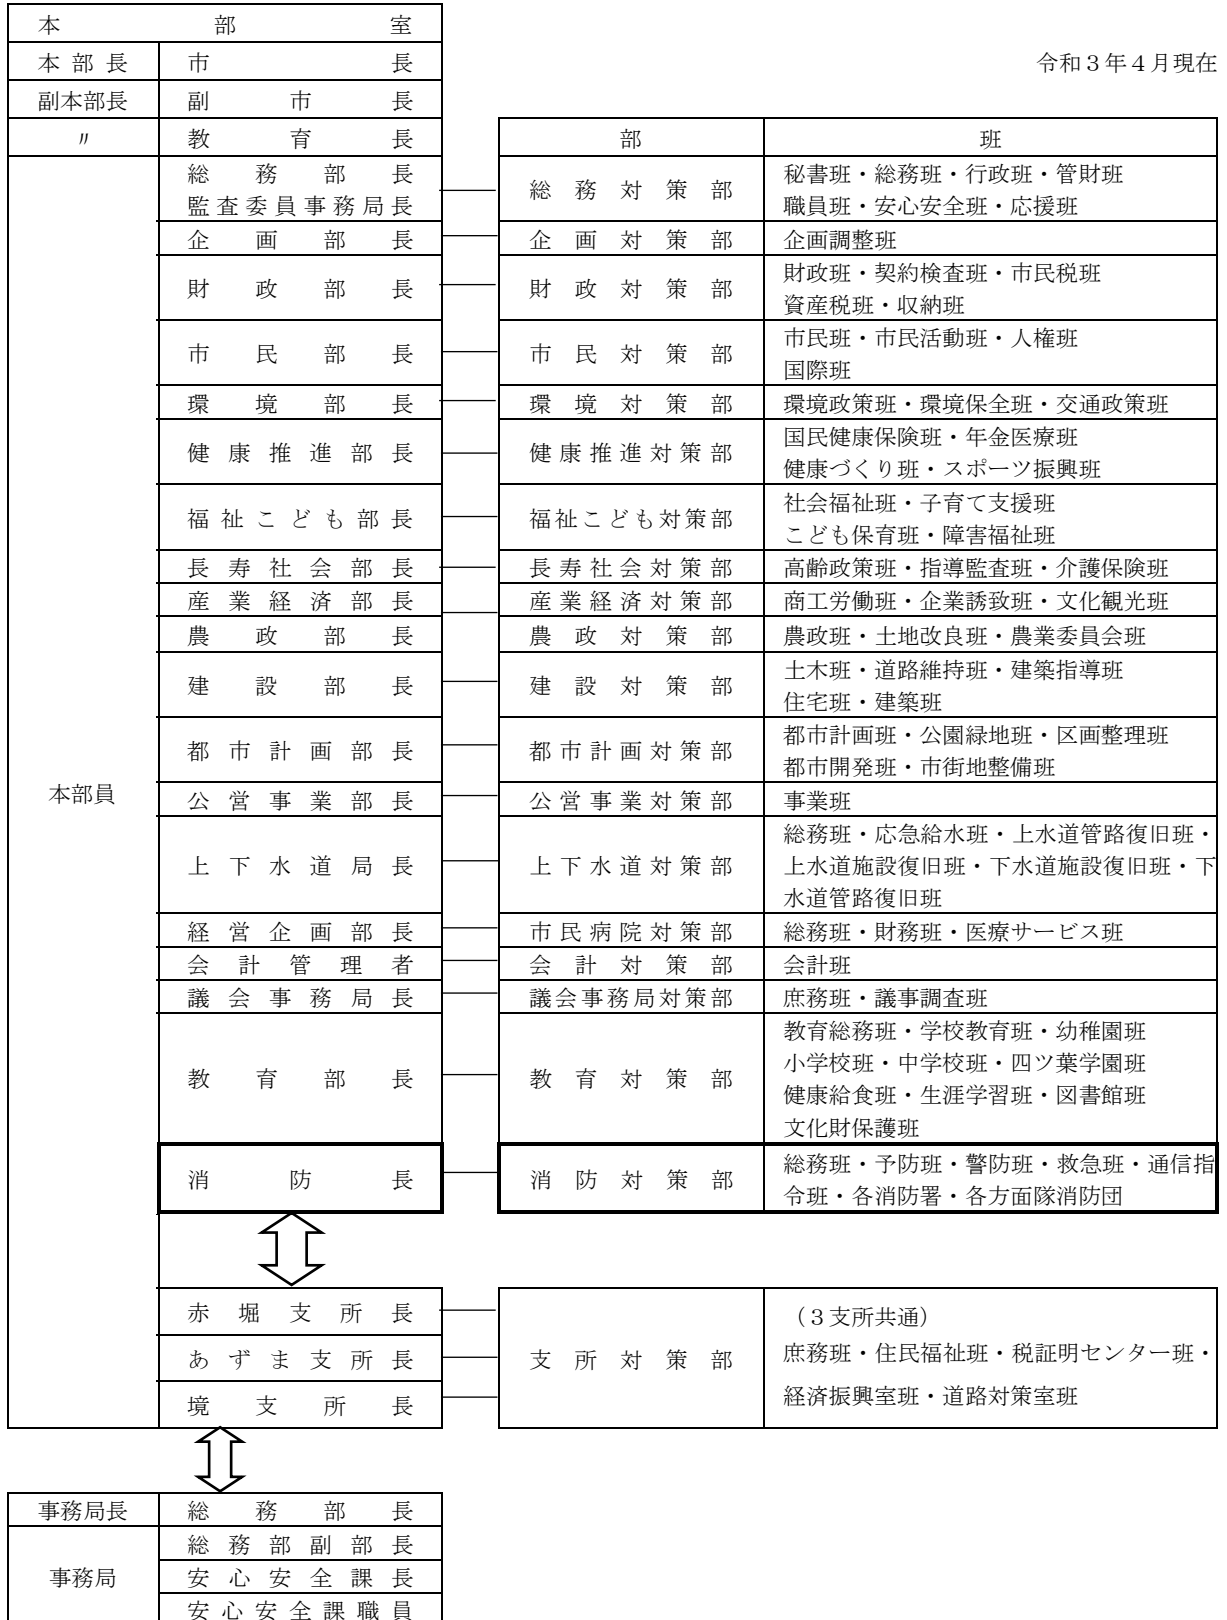 本部室
令和３年４月現在
本部長 市長
副本部長 副市長
〃 教育長
部 班
総務部長
監査委員事務局長
総務対策部
秘書班・総務班・行政班・管財班
職員班・安心安全班・応援班
企画部長 企画対策部 企画調整班
財政部長 財政対策部
財政班・契約検査班・市民税班
資産税班・収納班
市民部長 市民対策部
市民班・市民活動班・人権班
国際班
環境部長 環境対策部 環境政策班・環境保全班・交通政策班
健康推進部長 健康推進対策部
国民健康保険班・年金医療班
健康づくり班・スポーツ振興班
福祉こども部長 福祉こども対策部
社会福祉班・子育て支援班
こども保育班・障害福祉班
長寿社会部長 長寿社会対策部 高齢政策班・指導監査班・介護保険班
産業経済部長 産業経済対策部 商工労働班・企業誘致班・文化観光班
農政部長 農政対策部 農政班・土地改良班・農業委員会班
建設部長 建設対策部
土木班・道路維持班・建築指導班
住宅班・建築班
都市計画部長 都市計画対策部
都市計画班・公園緑地班・区画整理班
都市開発班・市街地整備班
本部員
公営事業部長 公営事業対策部 事業班
上下水道局長 上下水道対策部
総務班・応急給水班・上水道管路復旧班・
上水道施設復旧班・下水道施設復旧班・下
水道管路復旧班
経営企画部長 市民病院対策部 総務班・財務班・医療サービス班
会計管理者 会計対策部 会計班
議会事務局長 議会事務局対策部 庶務班・議事調査班
教育部長 教育対策部
教育総務班・学校教育班・幼稚園班
小学校班・中学校班・四ツ葉学園班
健康給食班・生涯学習班・図書館班
文化財保護班
消防長 消防対策部
総務班・予防班・警防班・救急班・通信指
令班・各消防署・各方面隊消防団
赤堀支所長
あずま支所長
境支所長
支所対策部
（３支所共通）
庶務班・住民福祉班・税証明センター班・
経済振興室班・道路対策室班
事務局長 総務部長
事務局
総務部副部長
安心安全課長
安心安全課職員